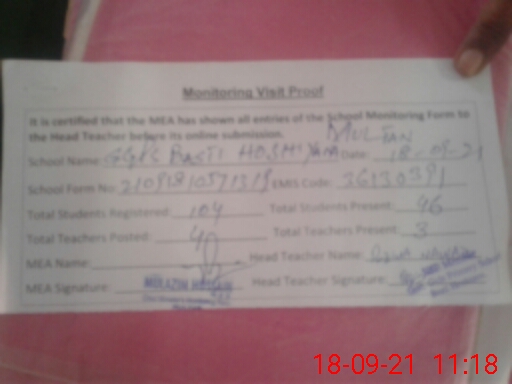 Monitoring Visit Proof
It is certified that the MEA has shown all entries of the School Monitoring Form to
the Head Teacher before its online submission.
MULTAN
School Name: GGPS BASTI Date: 18-09-21
School Form No: EMIS Code: 36130391
Total Students Registered: 104 Total Students Present: 96
Total Teachers Posted: 4 Total Teachers Present: 3
MEA Name: Head Teacher Name:
MEA Signature: Head Teacher Signature:
18-09-21 11:18